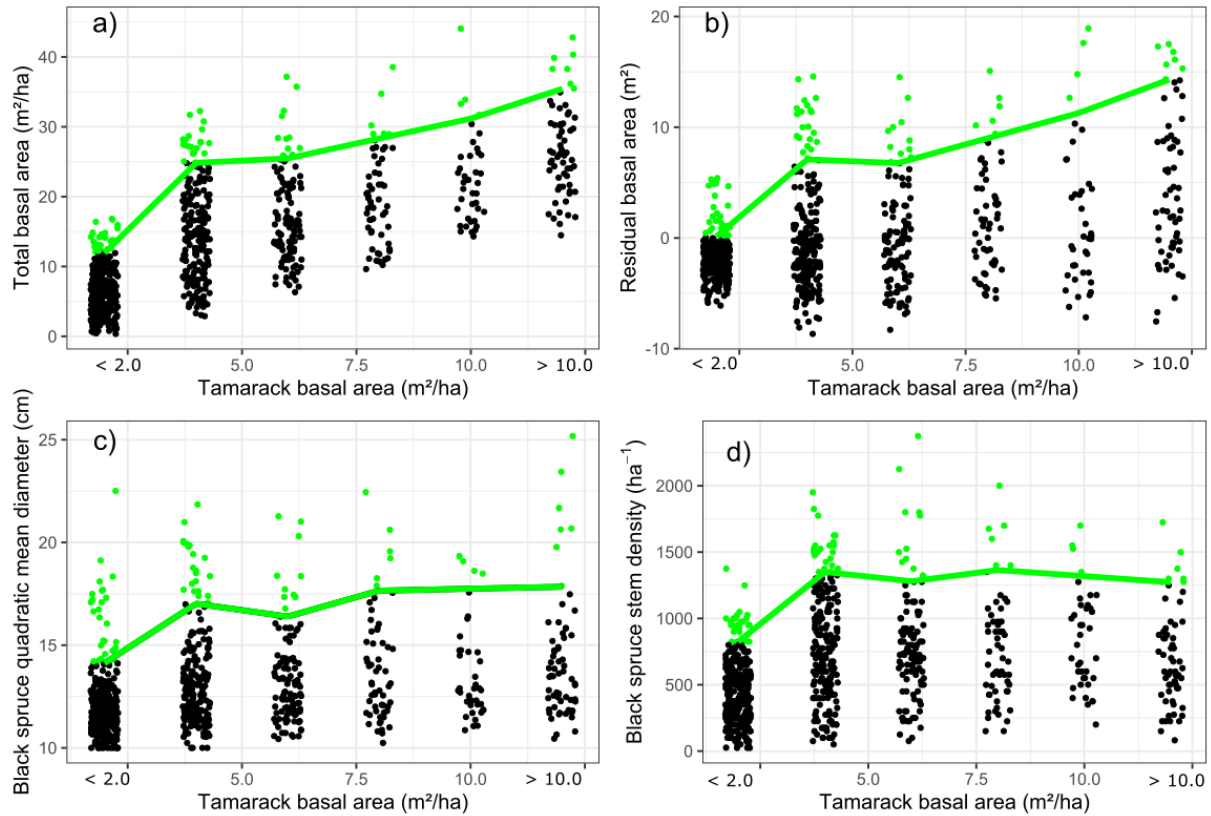 a)
Total basal area (m²/ha)
40
30
20
10
0
< 2.0 5.0 7.5 10.0 > 10.0
Tamarack basal area (m²/ha)
b)
Residual basal area (m²)
20
10
0
-10
< 2.0 5.0 7.5 10.0 > 10.0
Tamarack basal area (m²/ha)
c)
Black spruce quadratic mean diameter (cm)
25
20
15
10
< 2.0 5.0 7.5 10.0 > 10.0
Tamarack basal area (m²/ha)
d)
Black spruce stem density (ha⁻¹)
2000
1500
1000
500
0
< 2.0 5.0 7.5 10.0 > 10.0
Tamarack basal area (m²/ha)